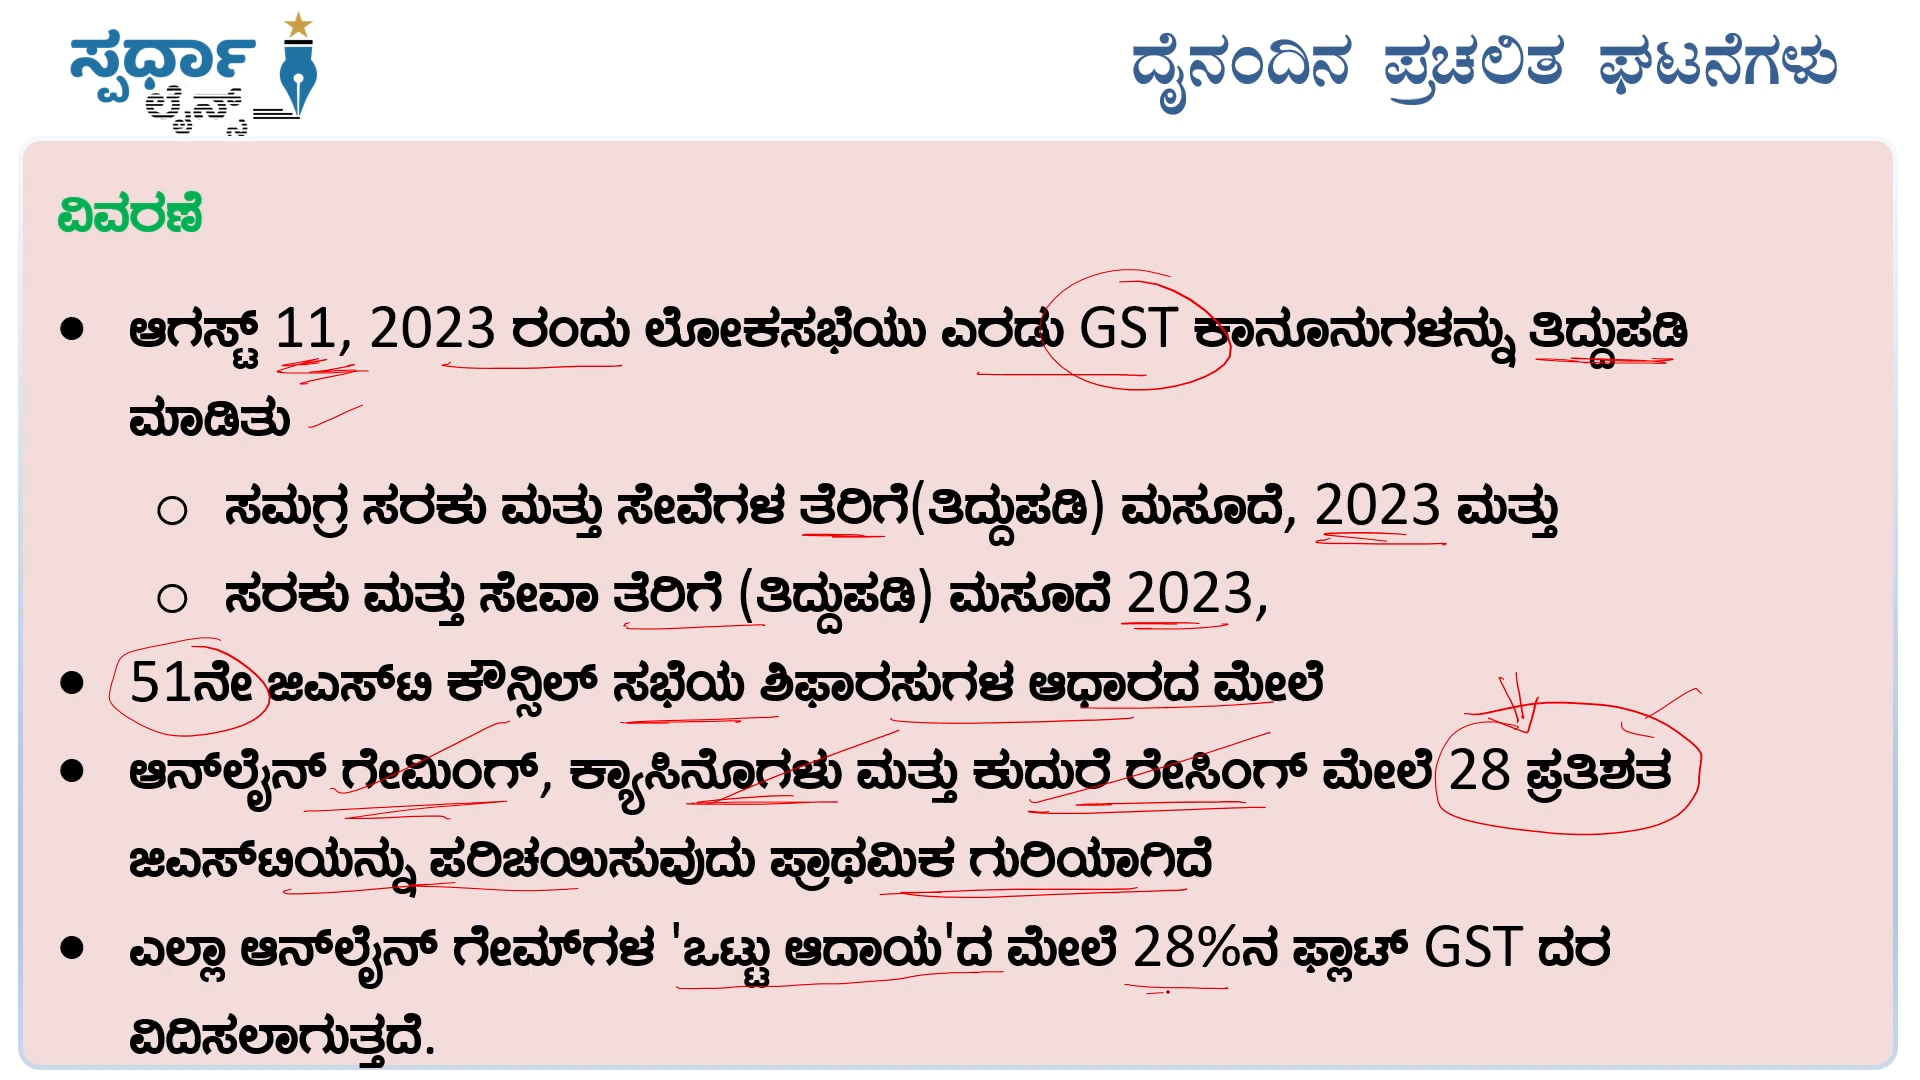 ಸ್ಪರ್ಧಾ
ಲೈನ್ಸ್
ದೈನಂದಿನ ಪ್ರಚಲಿತ ಘಟನೆಗಳು
ವಿವರಣೆ
● ಆಗಸ್ಟ್ 11, 2023 ರಂದು ಲೋಕಸಭೆಯು ಎರಡು GST ಕಾನೂನುಗಳನ್ನು ತಿದ್ದುಪಡಿ
ಮಾಡಿತು
○ ಸಮಗ್ರ ಸರಕು ಮತ್ತು ಸೇವೆಗಳ ತೆರಿಗೆ(ತಿದ್ದುಪಡಿ) ಮಸೂದೆ, 2023 ಮತ್ತು
○ ಸರಕು ಮತ್ತು ಸೇವಾ ತೆರಿಗೆ (ತಿದ್ದುಪಡಿ) ಮಸೂದೆ 2023,
● 51ನೇ ಜಿಎಸ್‌ಟಿ ಕೌನ್ಸಿಲ್ ಸಭೆಯ ಶಿಫಾರಸುಗಳ ಆಧಾರದ ಮೇಲೆ
● ಆನ್‌ಲೈನ್ ಗೇಮಿಂಗ್, ಕ್ಯಾಸಿನೊಗಳು ಮತ್ತು ಕುದುರೆ ರೇಸಿಂಗ್ ಮೇಲೆ 28 ಪ್ರತಿಶತ
ಜಿಎಸ್‌ಟಿಯನ್ನು ಪರಿಚಯಿಸುವುದು ಪ್ರಾಥಮಿಕ ಗುರಿಯಾಗಿದೆ
● ಎಲ್ಲಾ ಆನ್‌ಲೈನ್ ಗೇಮ್‌ಗಳ 'ಒಟ್ಟು ಆದಾಯ'ದ ಮೇಲೆ 28%ನ ಫ್ಲಾಟ್ GST ದರ
ವಿದಿಸಲಾಗುತ್ತದೆ.